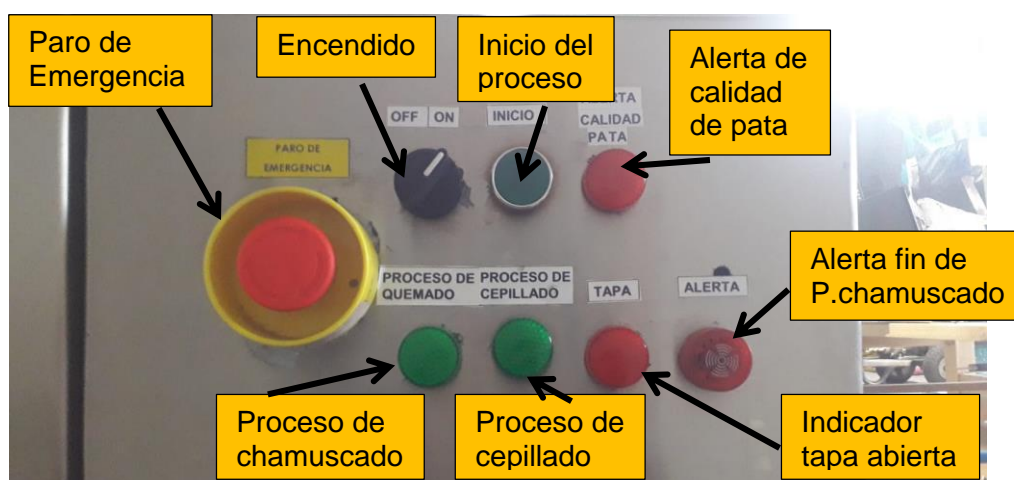 Paro de
Emergencia
Encendido
Inicio del
proceso
Alerta de
calidad
de pata
OFF ON
INICIO
CALIDAD
PATA
PARO DE
EMERGENCIA
Alerta fin de
P.chamuscado
PROCESO DE
QUEMADO
PROCESO DE
CEPILLADO
TAPA
ALERTA
Proceso de
chamuscado
Proceso de
cepillado
Indicador
tapa abierta